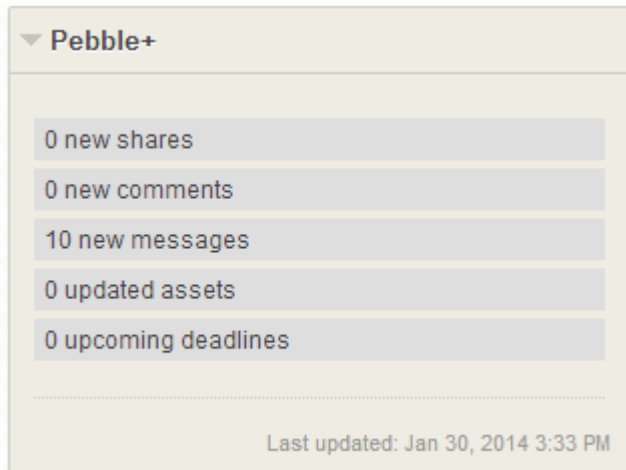 Pebble+
0 new shares
0 new comments
10 new messages
0 updated assets
0 upcoming deadlines
Last updated: Jan 30, 2014 3:33 PM